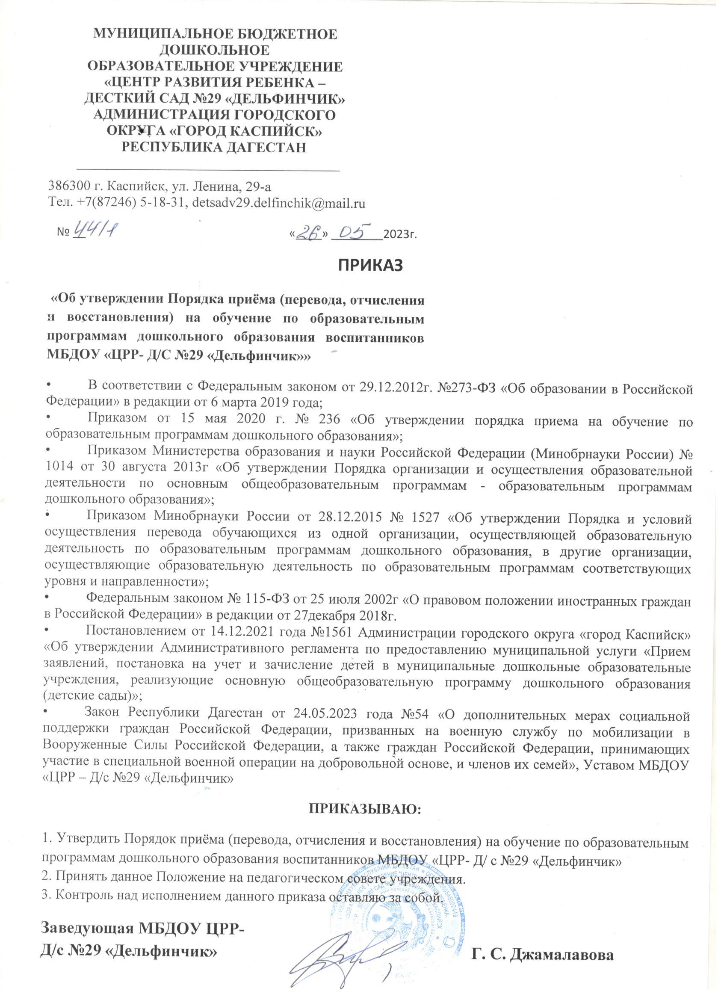 МУНИЦИПАЛЬНОЕ БЮДЖЕТНОЕ
ДОШКОЛЬНОЕ
ОБРАЗОВАТЕЛЬНОЕ УЧРЕЖДЕНИЕ
«ЦЕНТР РАЗВИТИЯ РЕБЕНКА –
ДЕСТКИЙ САД №29 «ДЕЛЬФИНЧИК»
АДМИНИСТРАЦИЯ ГОРОДСКОГО
ОКРУГА «ГОРОД КАСПИЙСК»
РЕСПУБЛИКА ДАГЕСТАН
386300 г. Каспийск, ул. Ленина, 29-а
Тел. +7(87246) 5-18-31, detsadv29.delfinchik@mail.ru
№ 44/1 «26» 05 2023г.
ПРИКАЗ
«Об утверждении Порядка приёма (перевода, отчисления
и восстановления) на обучение по образовательным
программам дошкольного образования воспитанников
МБДОУ «ЦРР- Д/С №29 «Дельфинчик»»
• В соответствии с Федеральным законом от 29.12.2012г. №273-ФЗ «Об образовании в Российской
Федерации» в редакции от 6 марта 2019 года;
• Приказом от 15 мая 2020 г. № 236 «Об утверждении порядка приема на обучение по
образовательным программам дошкольного образования»;
• Приказом Министерства образования и науки Российской Федерации (Минобрнауки России) №
1014 от 30 августа 2013г «Об утверждении Порядка организации и осуществления образовательной
деятельности по основным общеобразовательным программам - образовательным программам
дошкольного образования»;
• Приказом Минобрнауки России от 28.12.2015 № 1527 «Об утверждении Порядка и условий
осуществления перевода обучающихся из одной организации, осуществляющей образовательную
деятельность по образовательным программам дошкольного образования, в другие организации,
осуществляющие образовательную деятельность по образовательным программам соответствующих
уровня и направленности»;
• Федеральным законом № 115-ФЗ от 25 июля 2002г «О правовом положении иностранных граждан
в Российской Федерации» в редакции от 27декабря 2018г.
• Постановлением от 14.12.2021 года №1561 Администрации городского округа «город Каспийск»
«Об утверждении Административного регламента по предоставлению муниципальной услуги «Прием
заявлений, постановка на учет и зачисление детей в муниципальные дошкольные образовательные
учреждения, реализующие основную общеобразовательную программу дошкольного образования
(детские сады)»;
• Закон Республики Дагестан от 24.05.2023 года №54 «О дополнительных мерах социальной
поддержки граждан Российской Федерации, призванных на военную службу по мобилизации в
Вооруженные Силы Российской Федерации, а также граждан Российской Федерации, принимающих
участие в специальной военной операции на добровольной основе, и членов их семей», Уставом МБДОУ
«ЦРР – Д/с №29 «Дельфинчик»
ПРИКАЗЫВАЮ:
1. Утвердить Порядок приёма (перевода, отчисления и восстановления) на обучение по образовательным
программам дошкольного образования воспитанников МБДОУ «ЦРР- Д/ с №29 «Дельфинчик»
2. Принять данное Положение на педагогическом совете учреждения.
3. Контроль над исполнением данного приказа оставляю за собой.
Заведующая МБДОУ ЦРР-
Д/с №29 «Дельфинчик» Г. С. Джамалавова